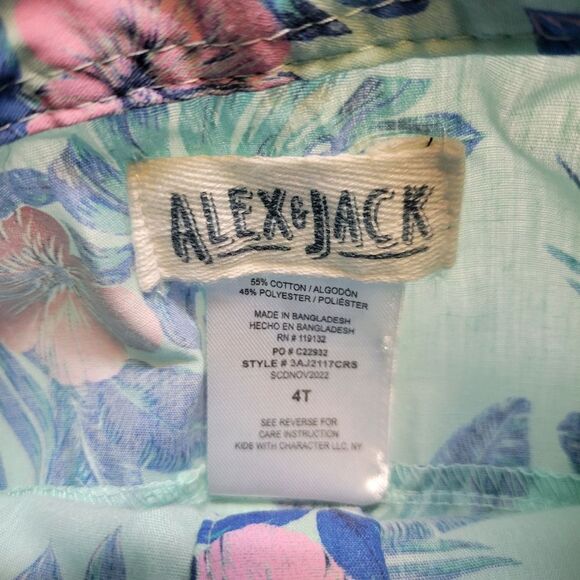 ALEX & JACK
55% COTTON / ALGODÓN
45% POLYESTER / POLIÉSTER
MADE IN BANGLADESH
HECHO EN BANGLADESH
RN # 119132
PO # C22932
STYLE # 3AJ2117CRS
SCDNOV2022
4T
SEE REVERSE FOR
CARE INSTRUCTION
KIDS WITH CHARACTER LLC, NY